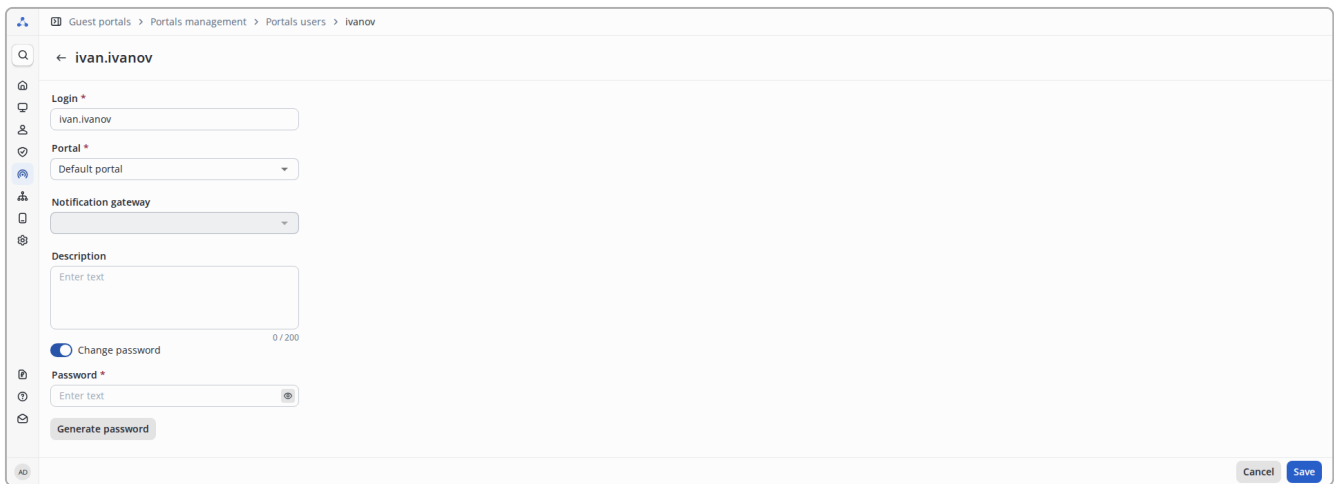 Guest portals > Portals management > Portals users > ivanov
← ivan.ivanov
Login *
ivan.ivanov
Portal *
Default portal
Notification gateway
Description
Enter text
0 / 200
Change password
Password *
Enter text
Generate password
AD
Cancel
Save